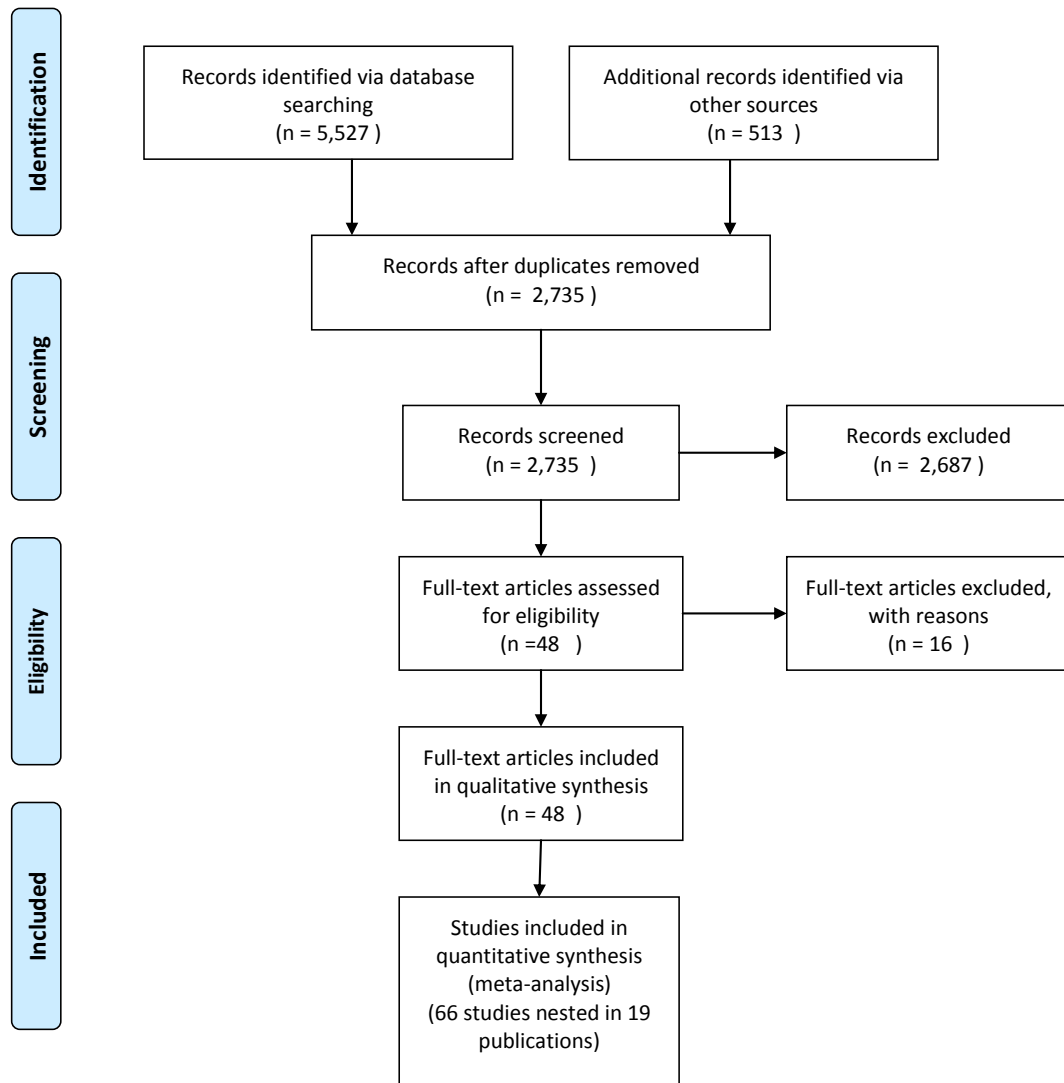 Identification
Records identified via database
searching
(n = 5,527 )
Additional records identified via
other sources
(n = 513 )
Records after duplicates removed
(n = 2,735 )
Screening
Records screened
(n = 2,735 )
Records excluded
(n = 2,687 )
Eligibility
Full-text articles assessed
for eligibility
(n =48 )
Full-text articles excluded,
with reasons
(n = 16 )
Full-text articles included
in qualitative synthesis
(n = 48 )
Included
Studies included in
quantitative synthesis
(meta-analysis)
(66 studies nested in 19
publications)